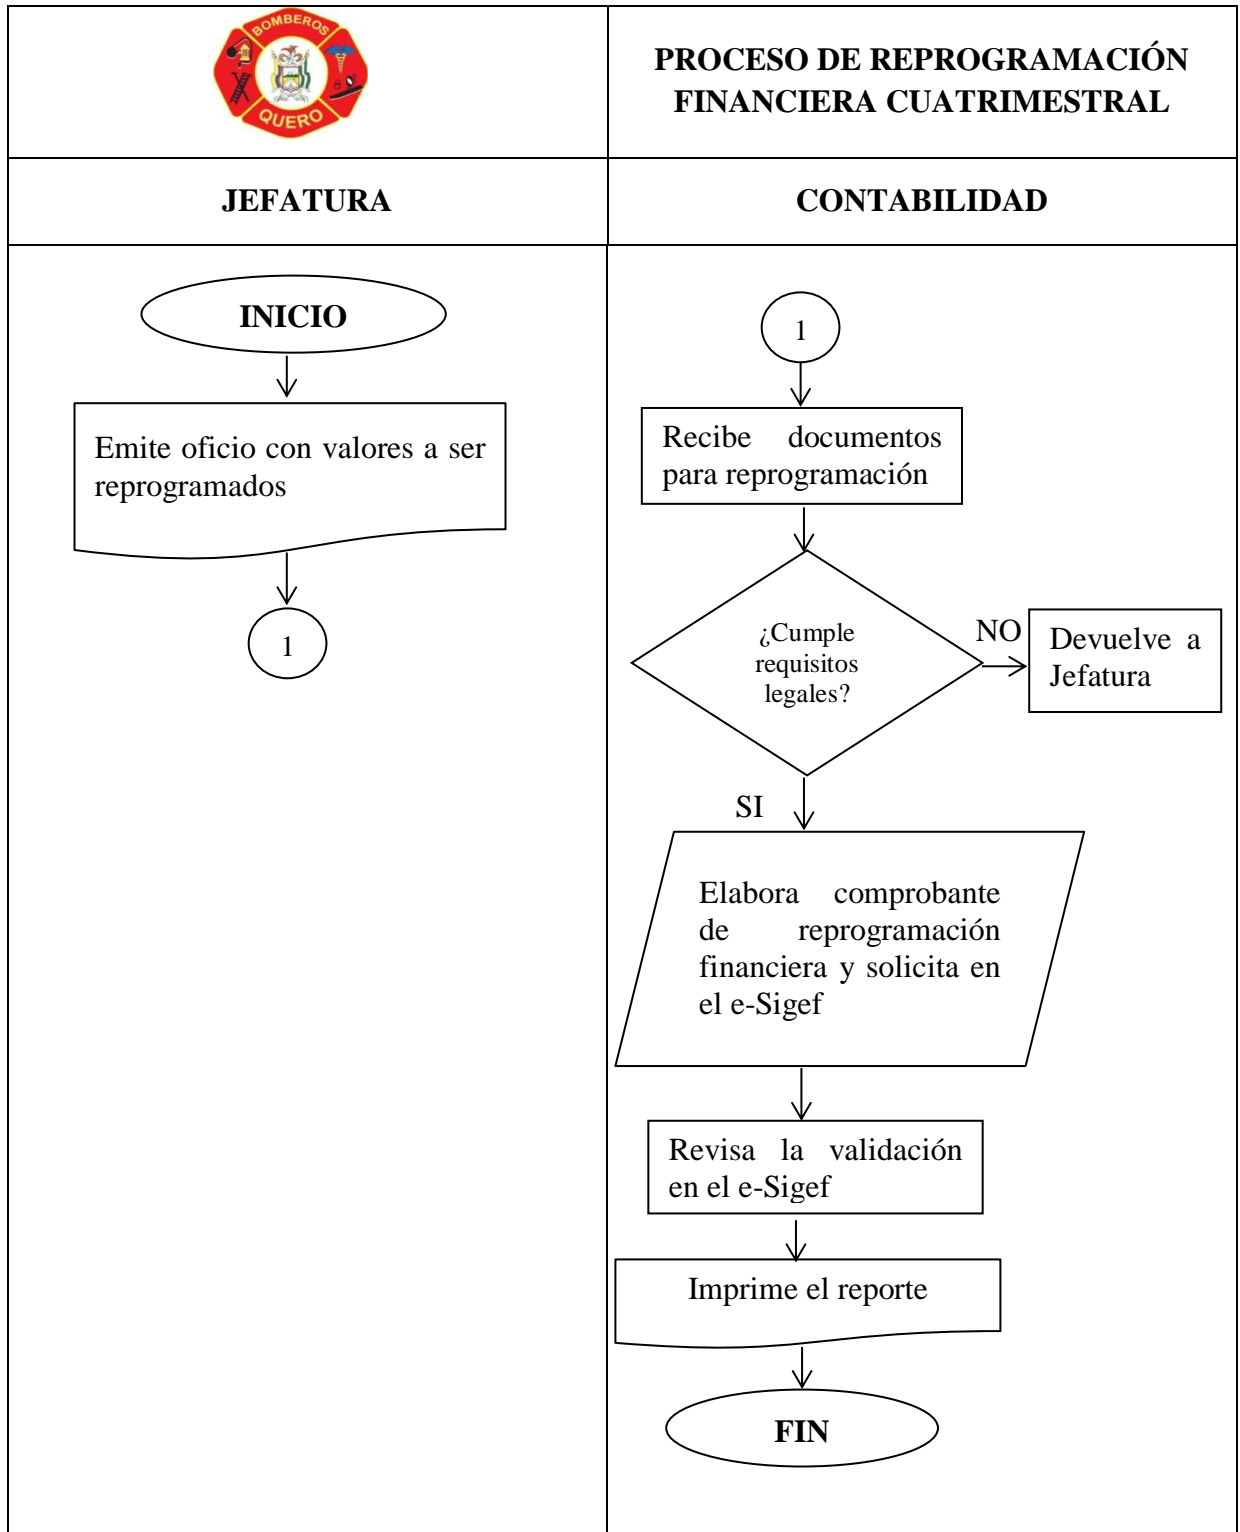 BOMBEROS
QUERO
PROCESO DE REPROGRAMACIÓN
FINANCIERA CUATRIMESTRAL
JEFATURA
CONTABILIDAD
INICIO
Emite oficio con valores a ser
reprogramados
1
1
Recibe documentos
para reprogramación
¿Cumple
requisitos
legales?
NO
Devuelve a
Jefatura
SI
Elabora comprobante
de reprogramación
financiera y solicita en
el e-Sigef
Revisa la validación
en el e-Sigef
Imprime el reporte
FIN